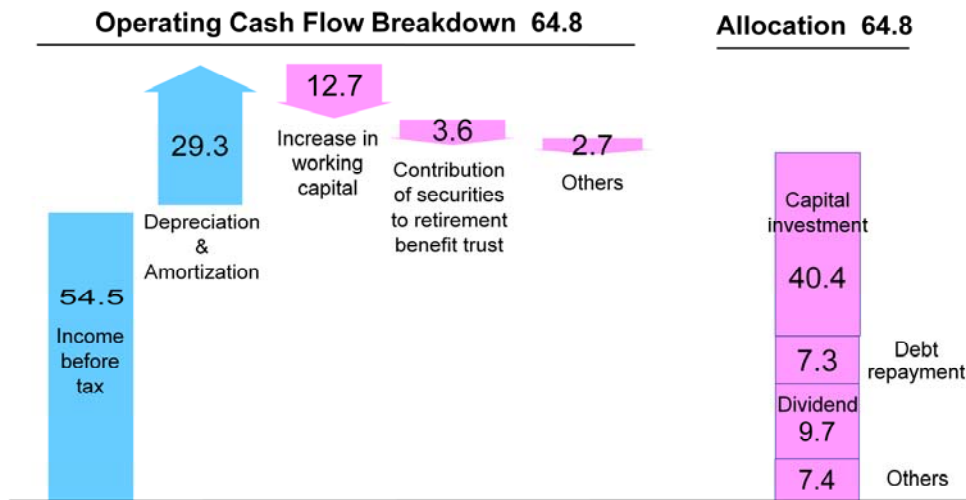 Operating Cash Flow Breakdown 64.8
Allocation 64.8
54.5
Income
before
tax
29.3
Depreciation
&
Amortization
12.7
Increase in
working
capital
3.6
Contribution
of securities
to retirement
benefit trust
2.7
Others
Capital
investment
40.4
7.3
Debt
repayment
Dividend
9.7
7.4
Others